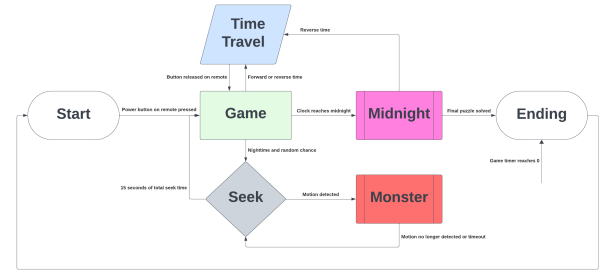 Time
Travel
Reverse time
Button released on remote
Forward or reverse time
Start
Power button on remote pressed
Game
Clock reaches midnight
Midnight
Final puzzle solved
Ending
Nighttime and random chance
Game timer reaches 0
15 seconds of total seek time
Seek
Motion detected
Monster
Motion no longer detected or timeout